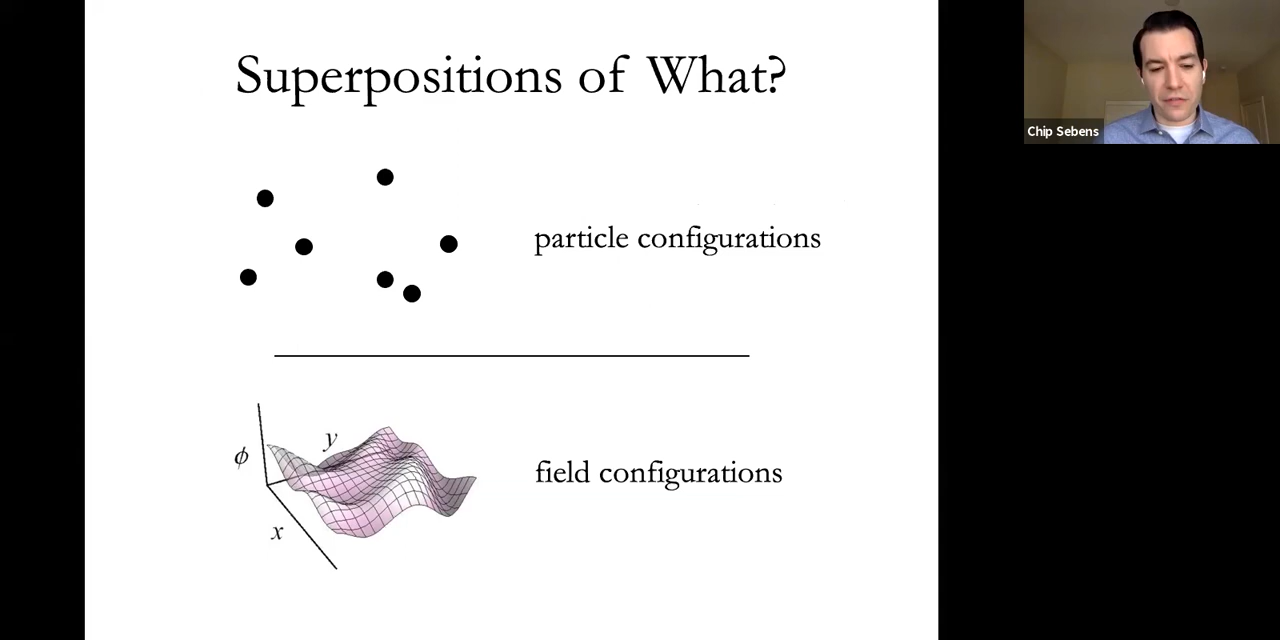 Superpositions of What?
Chip Sebens
particle configurations
ϕ
y
x
field configurations